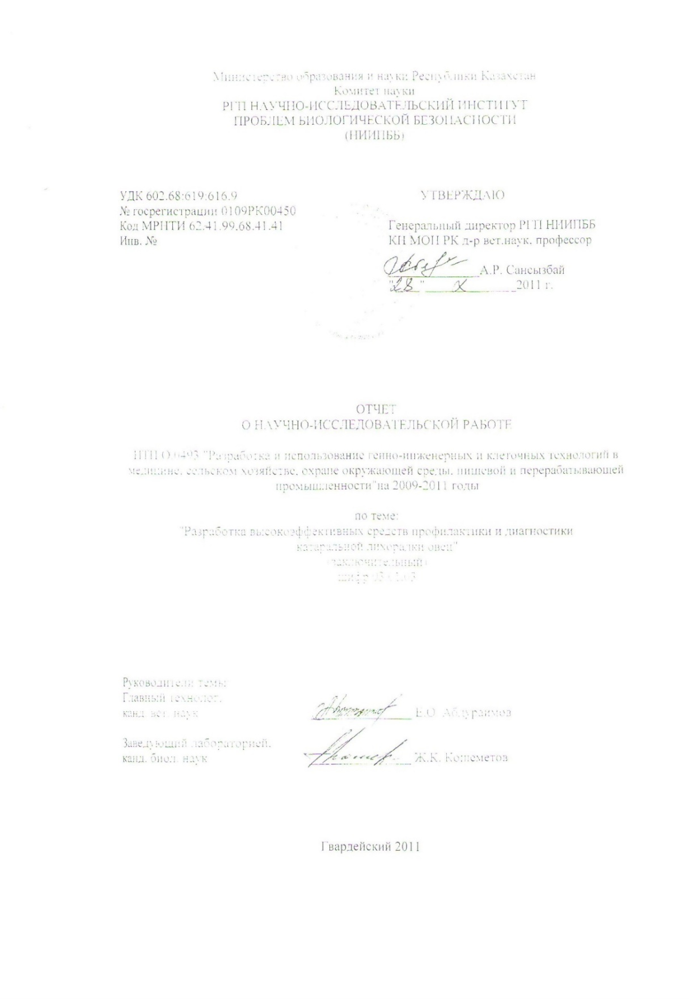 Министерство образования и науки Республики Казахстан
Комитет науки
РГП НАУЧНО-ИССЛЕДОВАТЕЛЬСКИЙ ИНСТИТУТ
ПРОБЛЕМ БИОЛОГИЧЕСКОЙ БЕЗОПАСНОСТИ
(НИИПББ)
УДК 602.68:619:616.9
№ госрегистрации 0109РК00450
Код МРНТИ 62.41.99.68.41.41
Инв. №
УТВЕРЖДАЮ
Генеральный директор РГП НИИПББ
КН МОН РК д-р вет.наук, профессор
А.Р. Сансызбай
"28" X 2011 г.
ОТЧЕТ
О НАУЧНО-ИССЛЕДОВАТЕЛЬСКОЙ РАБОТЕ
НТП О.0493 "Разработка и использование генно-инженерных и клеточных технологий в
медицине, сельском хозяйстве, охране окружающей среды, пищевой и перерабатывающей
промышленности"на 2009-2011 годы
по теме:
"Разработка высокоэффективных средств профилактики и диагностики
катаральной лихорадки овец"
(заключительный)
шифр
Руководители темы
Главный технолог,
канд. вет. наук
Е.О. Абдураимов
Заведующий лабораторией,
канд. биол. наук
Ж.К. Кошеметов
Гвардейский 2011